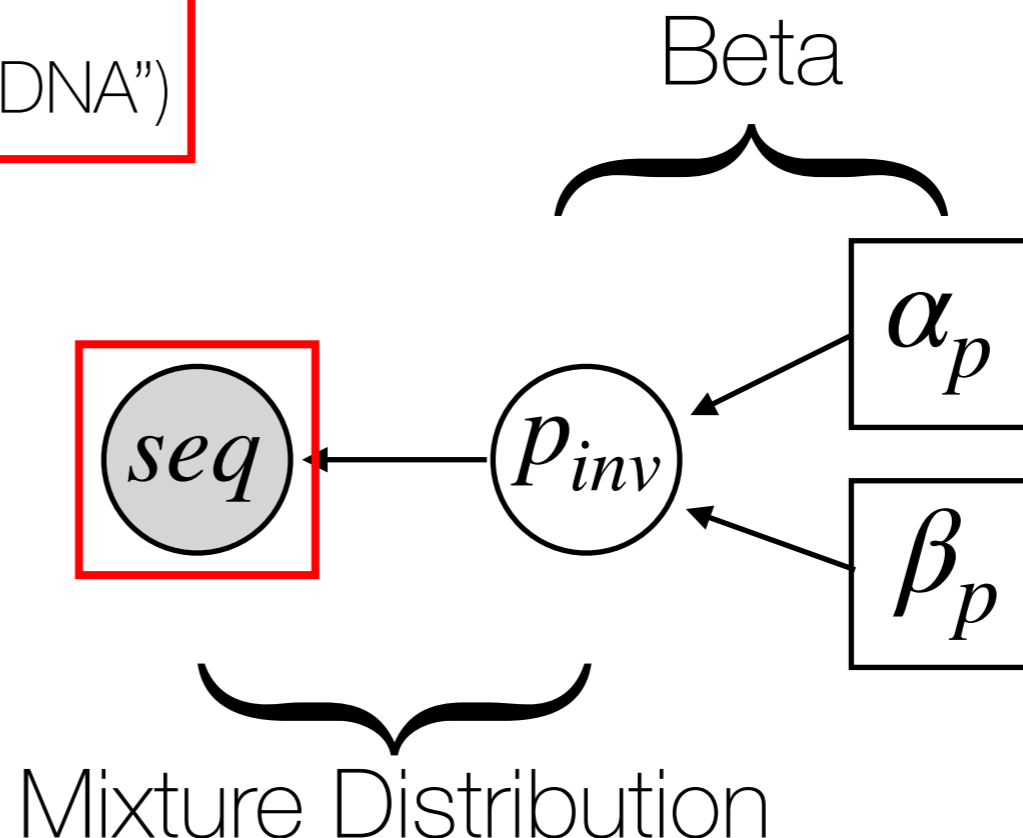 DNA”)
Beta
αₚ
seq
pᵢₙᵥ
βₚ
Mixture Distribution